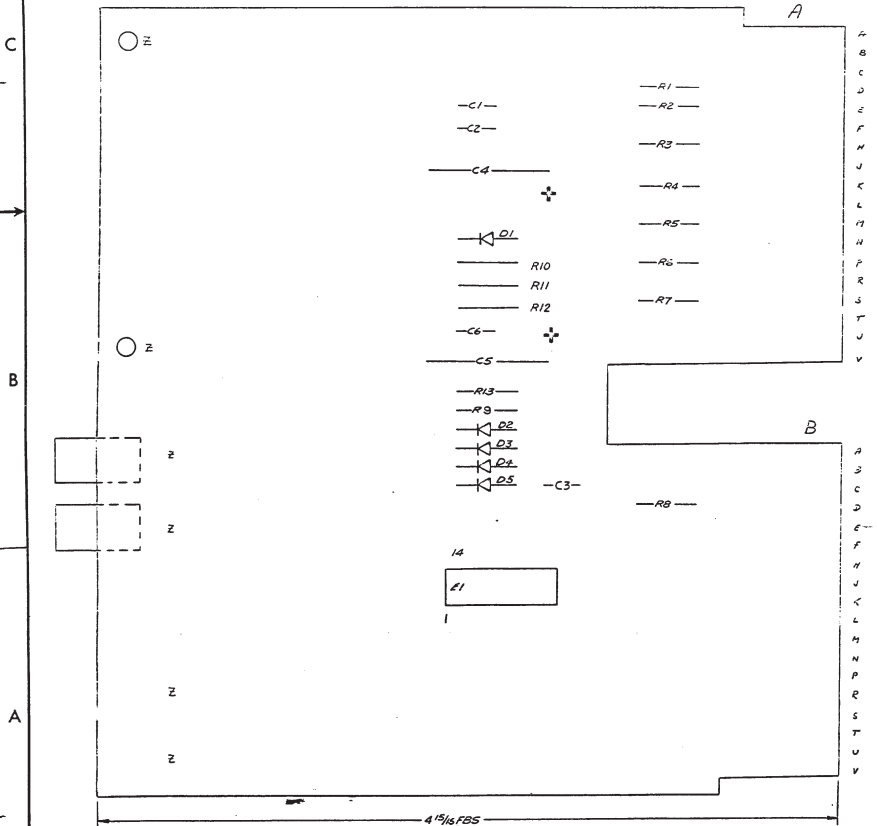 A
C
Z
A
B
C
D
R1
E
C1
R2
F
C2
H
R3
J
C4
K
R4
L
M
R5
N
D1
P
R10
R6
R
R11
S
R7
R12
T
C6
U
Z
V
C5
B
R13
R9
D2
B
A
D3
Z
B
D4
C
D5
C3
D
R8
E
Z
F
14
H
J
E1
K
1
L
M
N
P
Z
R
A
S
T
U
Z
V
4 15/16 FBS